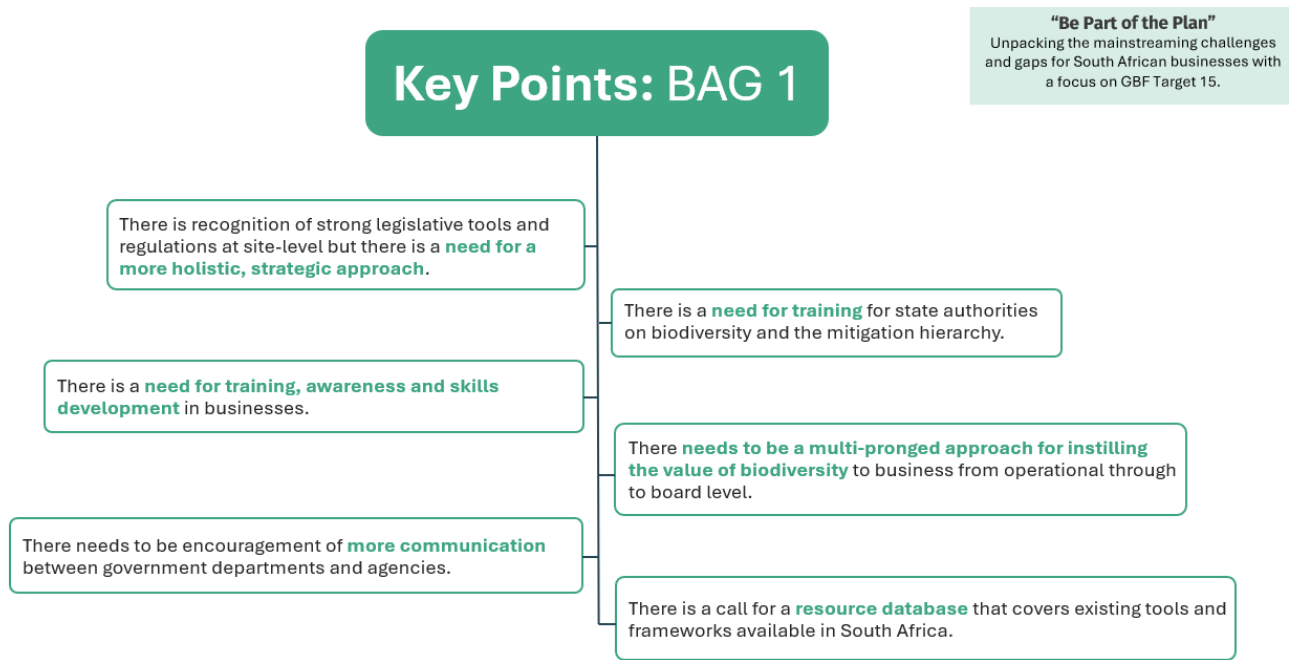 Key Points: BAG 1
“Be Part of the Plan”
Unpacking the mainstreaming challenges
and gaps for South African businesses with
a focus on GBF Target 15.
There is recognition of strong legislative tools and
regulations at site-level but there is a need for a
more holistic, strategic approach.
There is a need for training for state authorities
on biodiversity and the mitigation hierarchy.
There is a need for training, awareness and skills
development in businesses.
There needs to be a multi-pronged approach for instilling
the value of biodiversity to business from operational through
to board level.
There needs to be encouragement of more communication
between government departments and agencies.
There is a call for a resource database that covers existing tools and
frameworks available in South Africa.